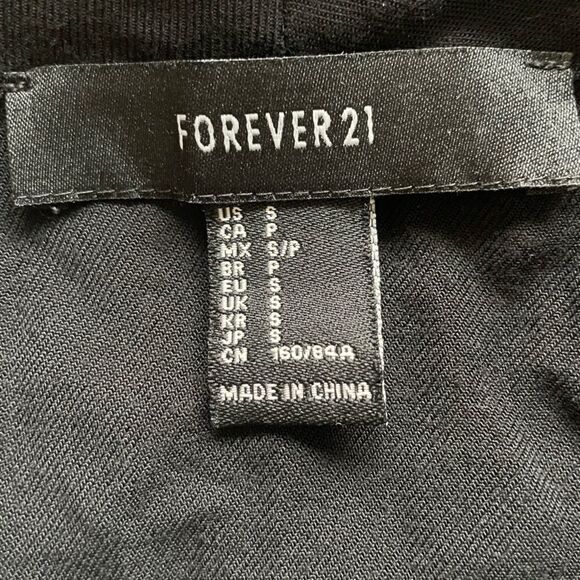 FOREVER 21
US S
CA P
MX S/P
BR P
EU S
UK S
KR S
JP S
CN 160/84A
MADE IN CHINA